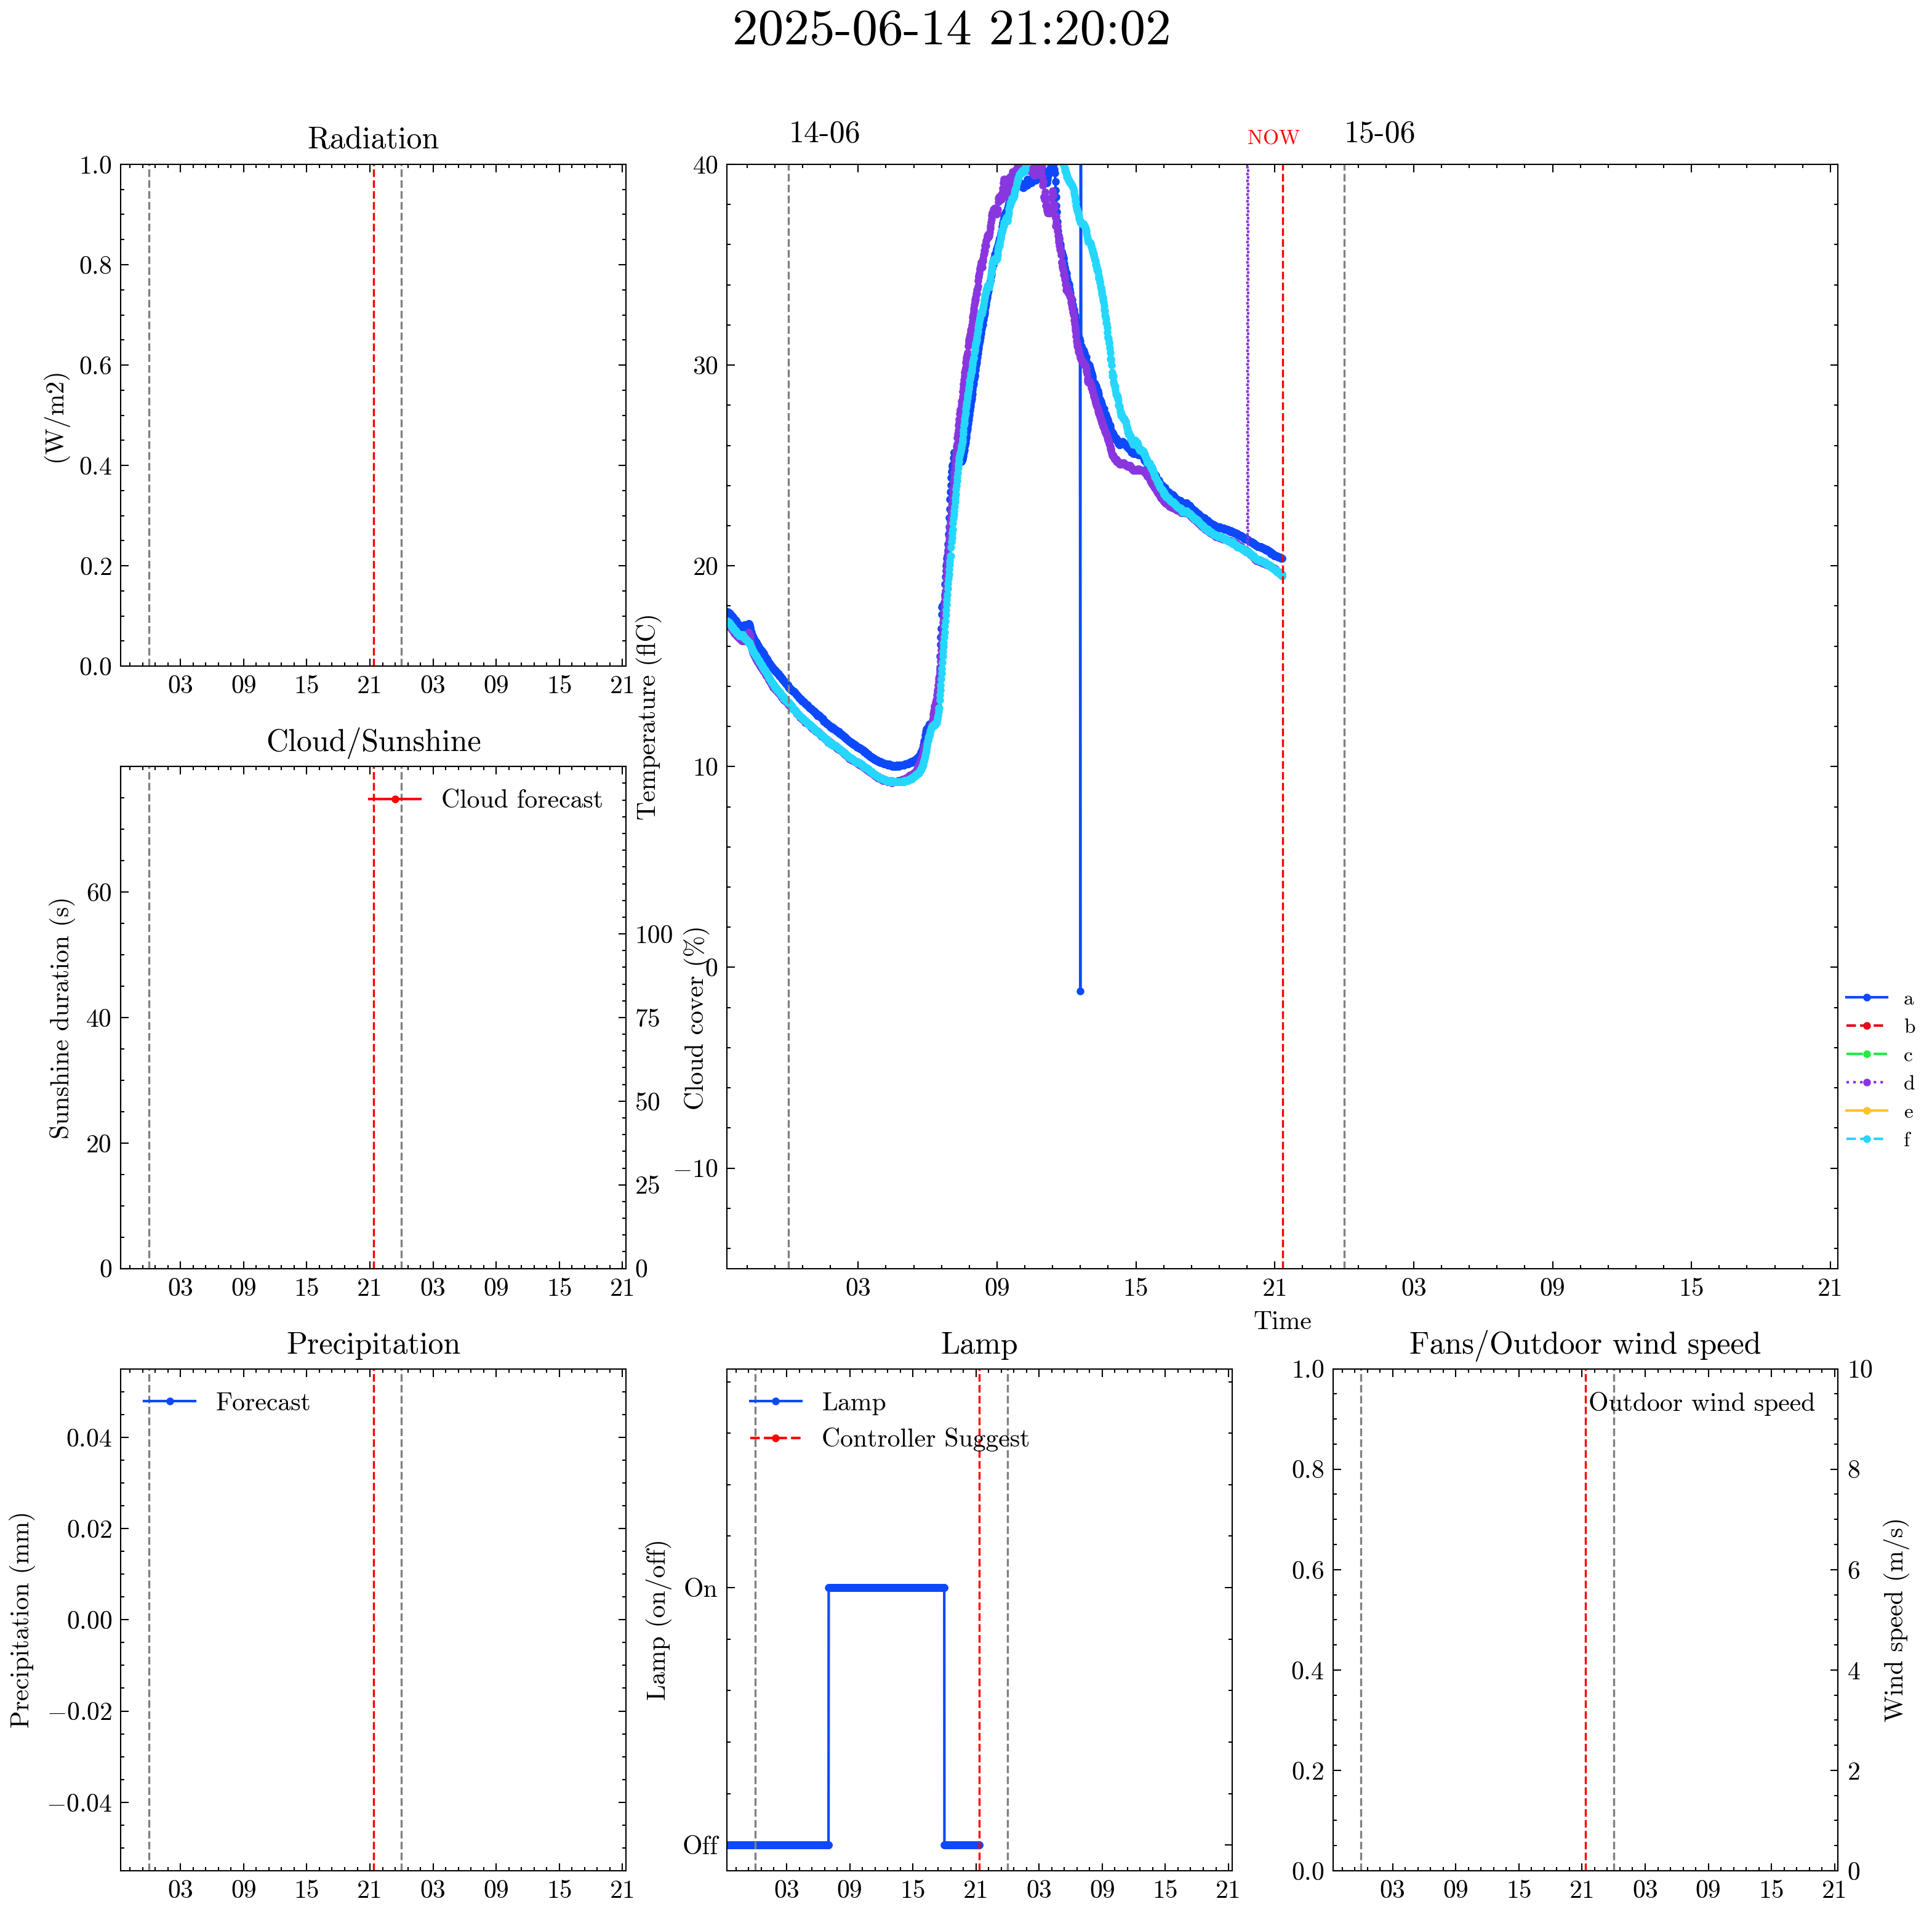 2025-06-14 21:20:02
Radiation
(W/m2)
1.0
0.8
0.6
0.4
0.2
0.0
03 09 15 21 03 09 15 21
14-06
NOW
15-06
Temperature (flC)
40
30
20
10
0
−10
03 09 15 21 03 09 15 21
Time
a
b
c
d
e
f
Cloud/Sunshine
Cloud forecast
Sunshine duration (s)
60
40
20
0
Cloud cover (%)
100
75
50
25
0
03 09 15 21 03 09 15 21
Precipitation
Forecast
Precipitation (mm)
0.04
0.02
0.00
−0.02
−0.04
03 09 15 21 03 09 15 21
Lamp
Lamp
Controller Suggest
Lamp (on/off)
On
Off
03 09 15 21 03 09 15 21
Fans/Outdoor wind speed
Outdoor wind speed
1.0
0.8
0.6
0.4
0.2
0.0
10
8
6
4
2
0
Wind speed (m/s)
03 09 15 21 03 09 15 21